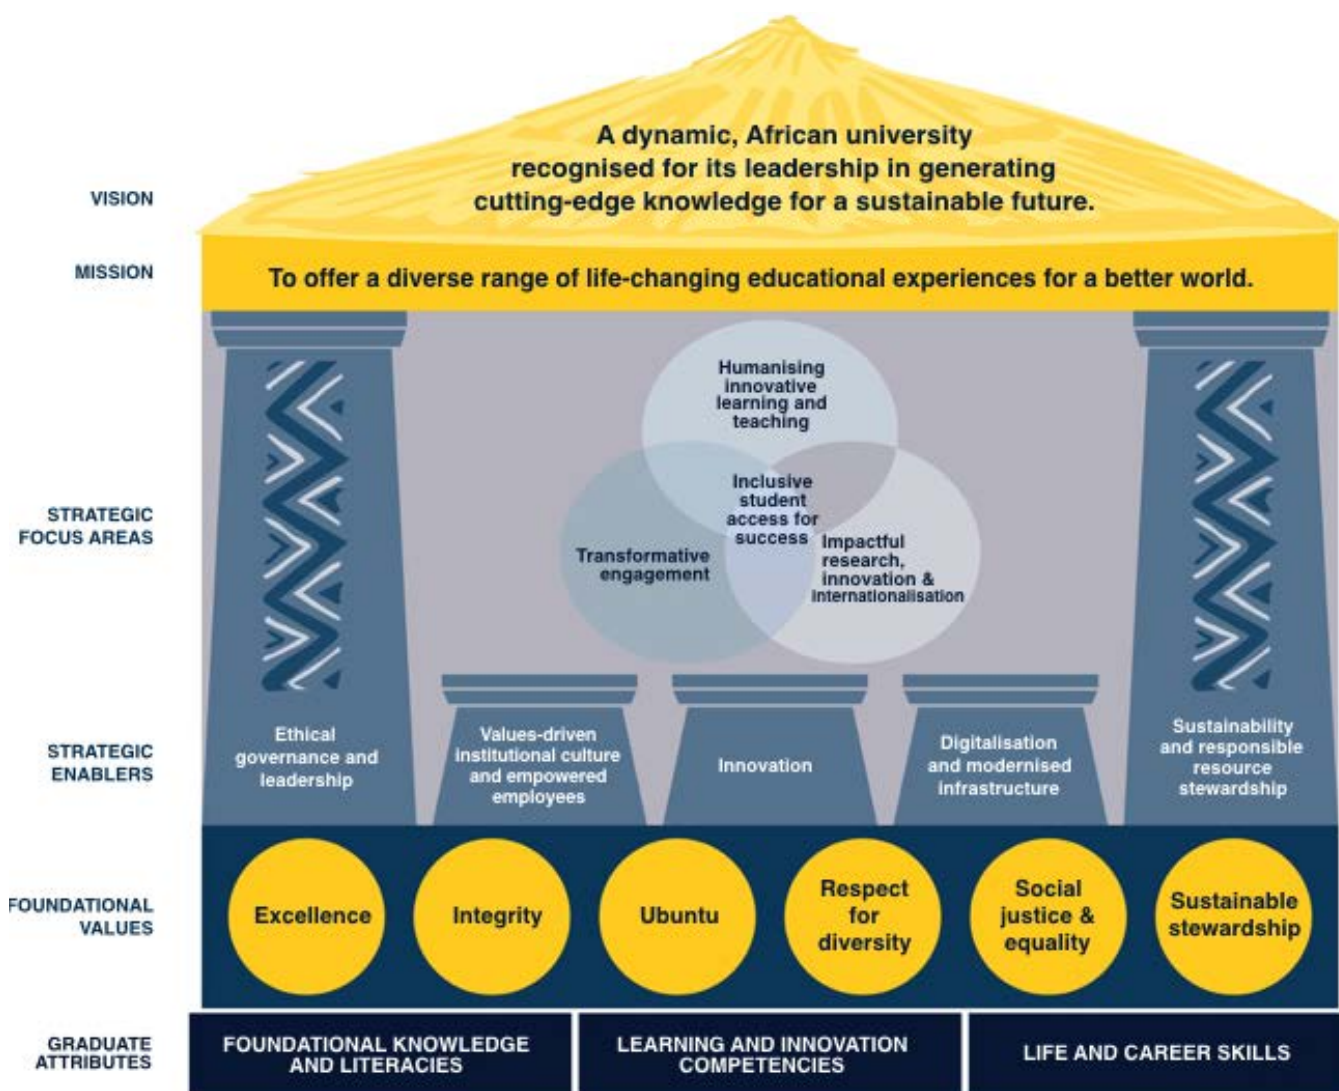 VISION
A dynamic, African university
recognised for its leadership in generating
cutting-edge knowledge for a sustainable future.
MISSION
To offer a diverse range of life-changing educational experiences for a better world.
STRATEGIC
FOCUS AREAS
Humanising
innovative
learning and
teaching
Inclusive
student
access for
success
Transformative
engagement
Impactful
research,
innovation &
internationalisation
STRATEGIC
ENABLERS
Ethical
governance and
leadership
Values-driven
institutional culture
and empowered
employees
Innovation
Digitalisation
and modernised
infrastructure
Sustainability
and responsible
resource
stewardship
FOUNDATIONAL
VALUES
Excellence
Integrity
Ubuntu
Respect
for
diversity
Social
justice &
equality
Sustainable
stewardship
GRADUATE
ATTRIBUTES
FOUNDATIONAL KNOWLEDGE
AND LITERACIES
LEARNING AND INNOVATION
COMPETENCIES
LIFE AND CAREER SKILLS